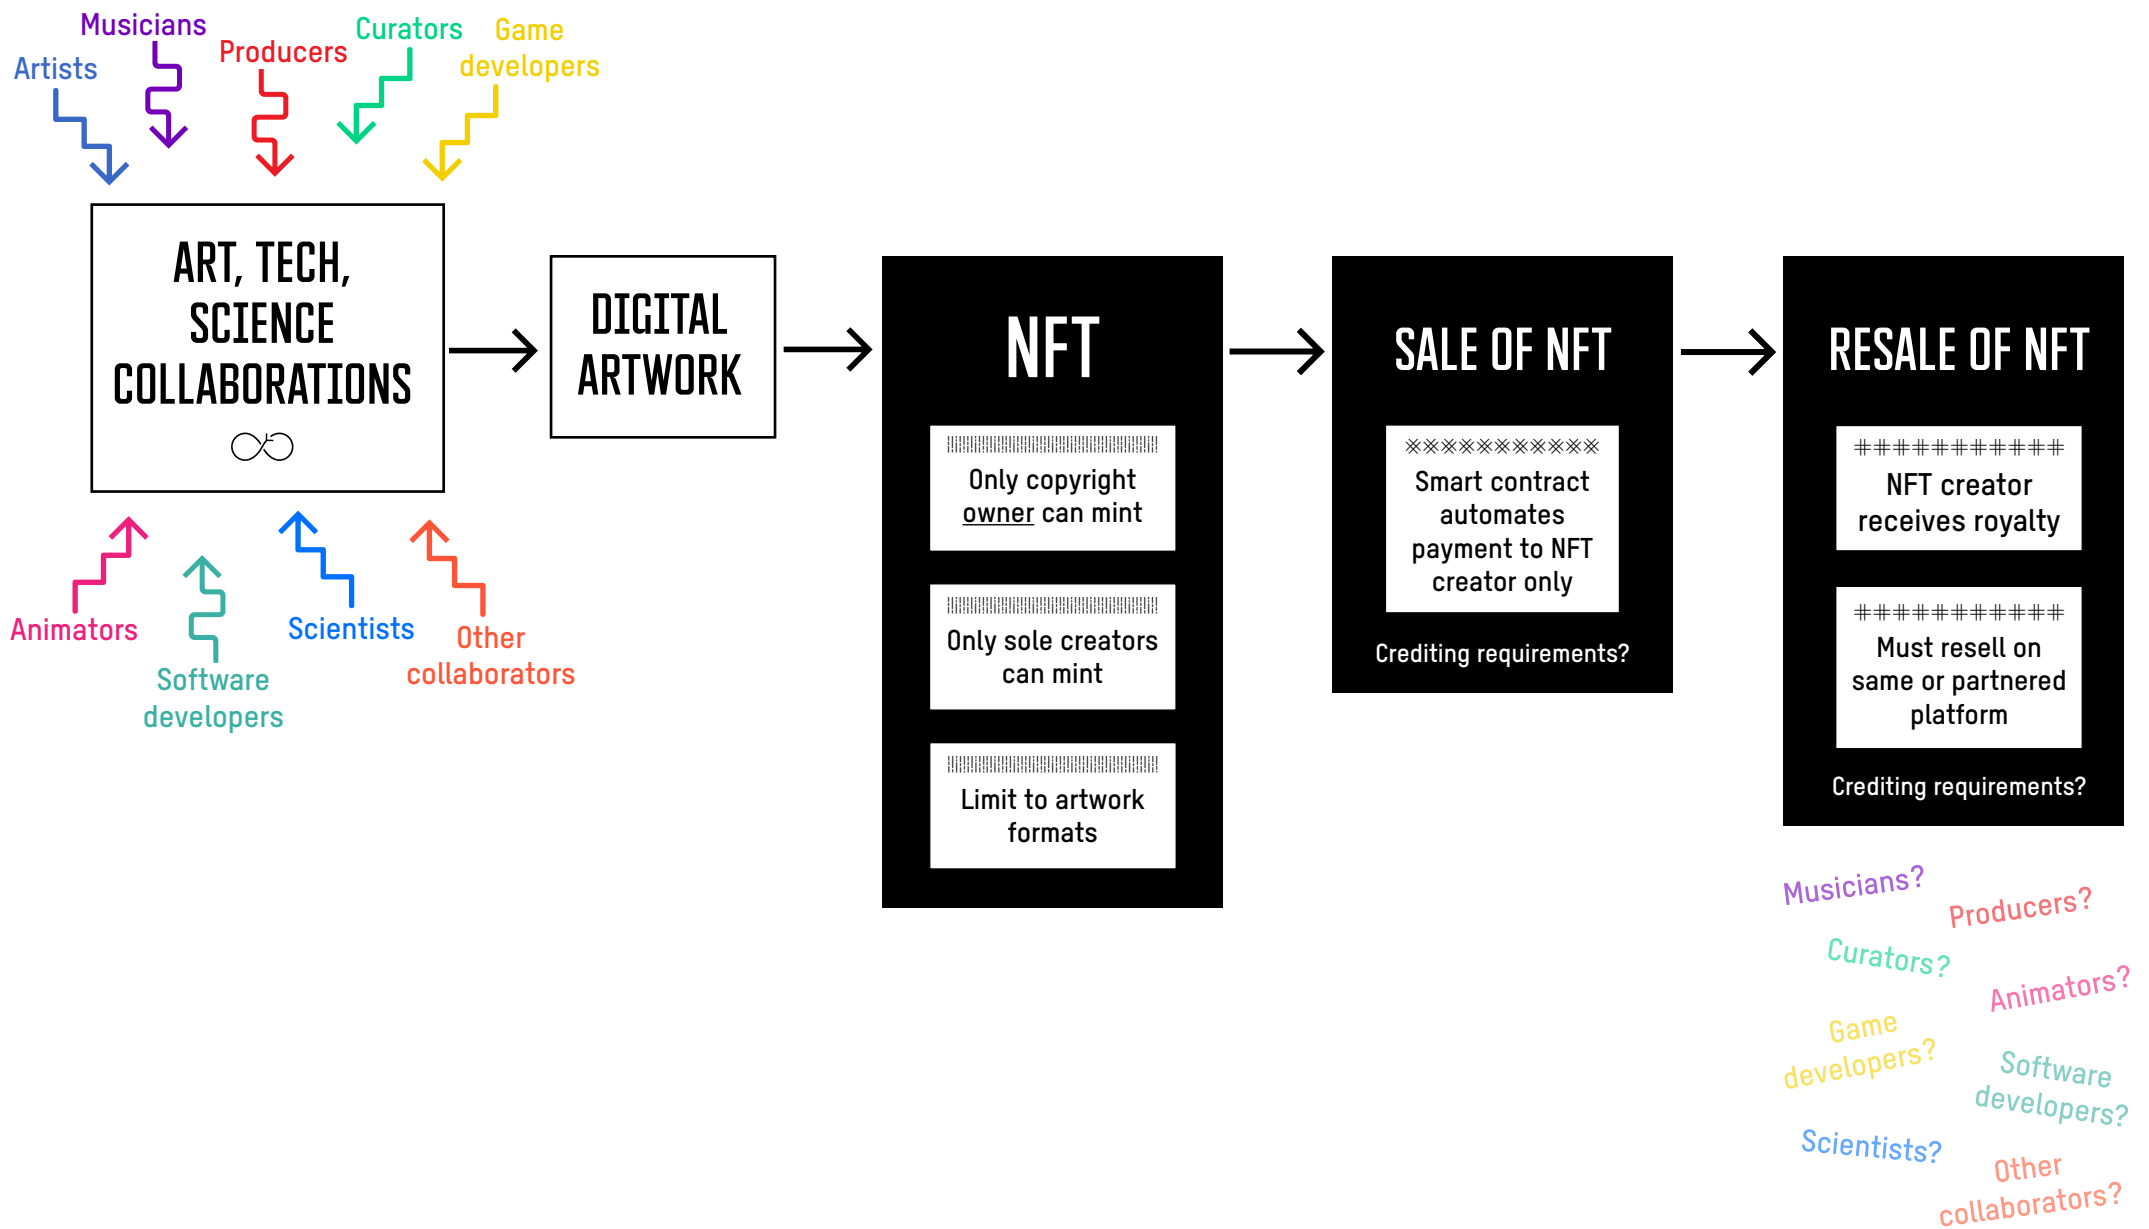 Musicians
Artists
Producers
Curators
Game
developers
ART, TECH,
SCIENCE
COLLABORATIONS
Animators
Software
developers
Scientists
Other
collaborators
DIGITAL
ARTWORK
NFT
Only copyright
owner can mint
Only sole creators
can mint
Limit to artwork
formats
SALE OF NFT
Smart contract
automates
payment to NFT
creator only
Crediting requirements?
RESALE OF NFT
NFT creator
receives royalty
Must resell on
same or partnered
platform
Crediting requirements?
Musicians?
Producers?
Curators?
Animators?
Game
developers?
Software
developers?
Scientists?
Other
collaborators?